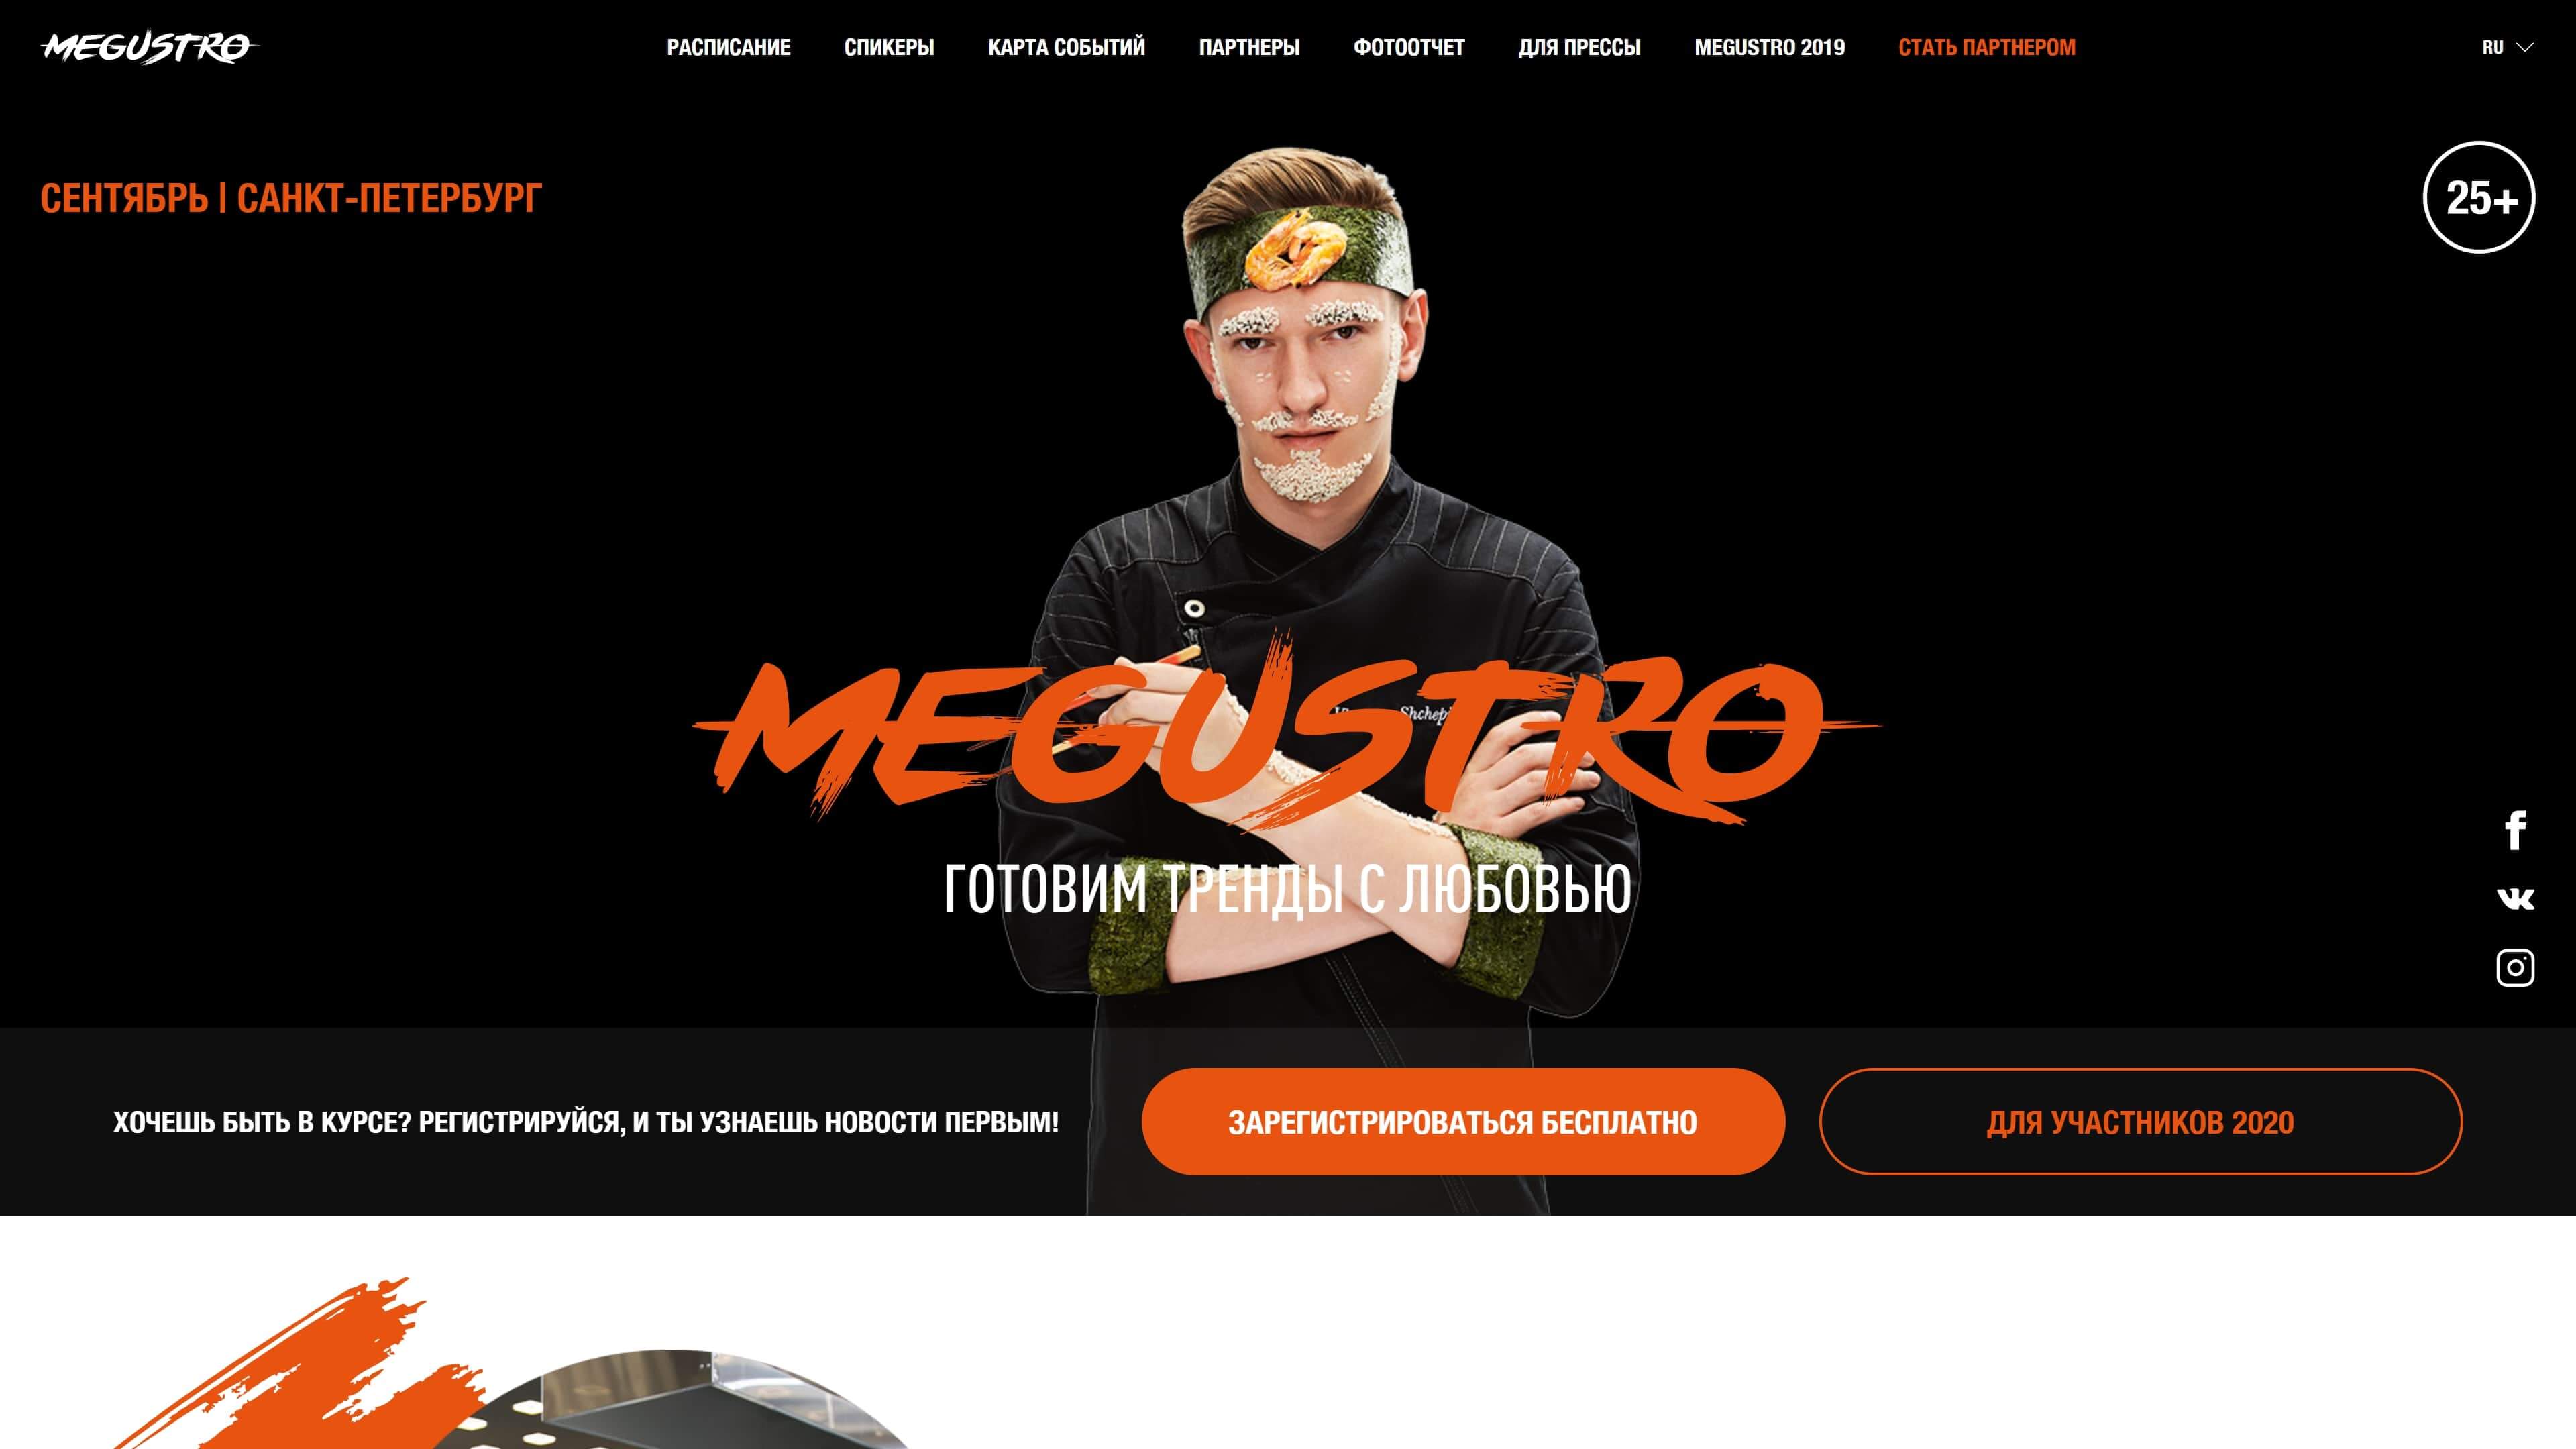 MEGUSTRO
РАСПИСАНИЕ
СПИКЕРЫ
КАРТА СОБЫТИЙ
ПАРТНЕРЫ
ФОТООТЧЕТ
ДЛЯ ПРЕССЫ
MEGUSTRO 2019
СТАТЬ ПАРТНЕРОМ
RU
СЕНТЯБРЬ | САНКТ-ПЕТЕРБУРГ
25+
MEGUSTRO
ГОТОВИМ ТРЕНДЫ С ЛЮБОВЬЮ
ХОЧЕШЬ БЫТЬ В КУРСЕ? РЕГИСТРИРУЙСЯ, И ТЫ УЗНАЕШЬ НОВОСТИ ПЕРВЫМ!
ЗАРЕГИСТРИРОВАТЬСЯ БЕСПЛАТНО
ДЛЯ УЧАСТНИКОВ 2020